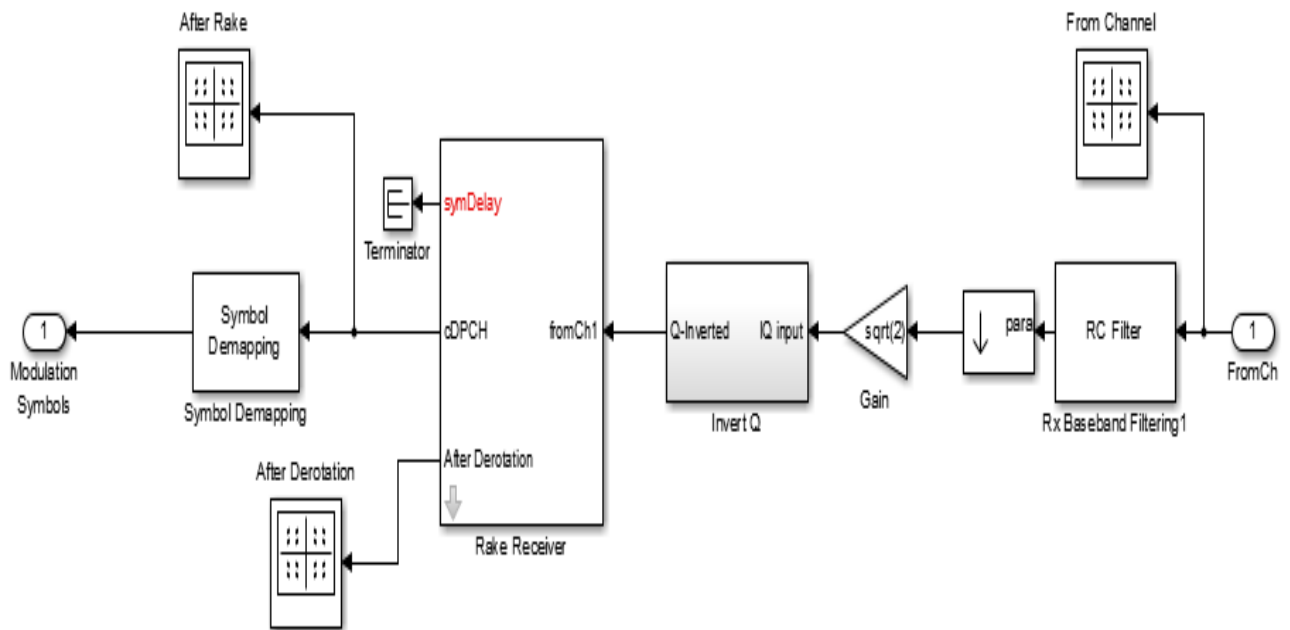 After Rake
From Channel
symDelay
Terminator
Symbol
Demapping
cDPCH
fromCh1
Q-Inverted
IQ input
sqrt(2)
para
RC Filter
1
1
Modulation
Symbols
Symbol Demapping
Invert Q
Gain
Rx Baseband Filtering1
FromCh
After Derotation
After Derotation
Rake Receiver